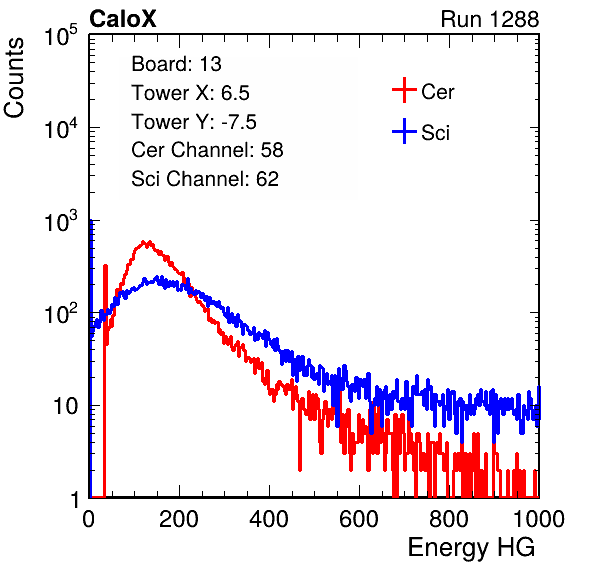 CaloX Run 1288
Counts
10^5
10^4
10^3
10^2
10
1
Board: 13
Tower X: 6.5
Tower Y: -7.5
Cer Channel: 58
Sci Channel: 62
Cer
Sci
0 200 400 600 800 1000
Energy HG